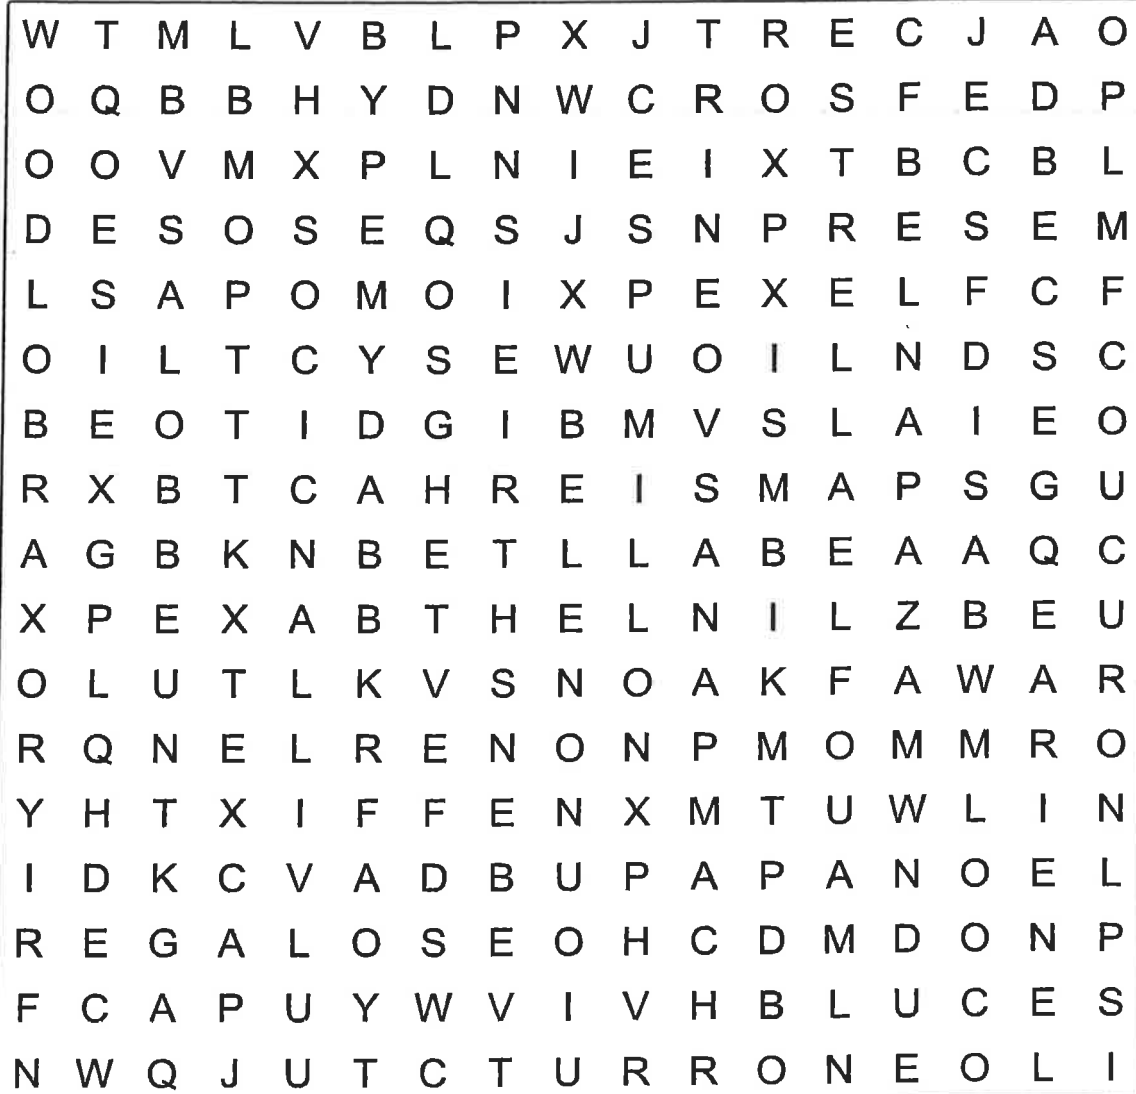 W T M L V B L P X J T R E C J A O
O Q B B H Y D N W C R O S F E D P
O O V M X P L N I E I X T B C B L
D E S O S E Q S J S N P R E S E M
L S A P O M O I X P E X E L F C F
O I L T C Y S E W U O I L N D S C
B E O T I D G I B M V S L A I E O
R X B T C A H R E I S M A P S G U
A G B K N B E T L L A B E A A Q C
X P E X A B T H E L N I L Z B E U
O L U T L K V S N O A K F A W A R
R Q N E L R E N O N P M O M M R O
Y H T X I F F E N X M T U W L I N
I D K C V A D B U P A P A N O E L
R E G A L O S E O H C D M D O N P
F C A P U Y W V I V H B L U C E S
N W Q J U T C T U R R O N E O L I